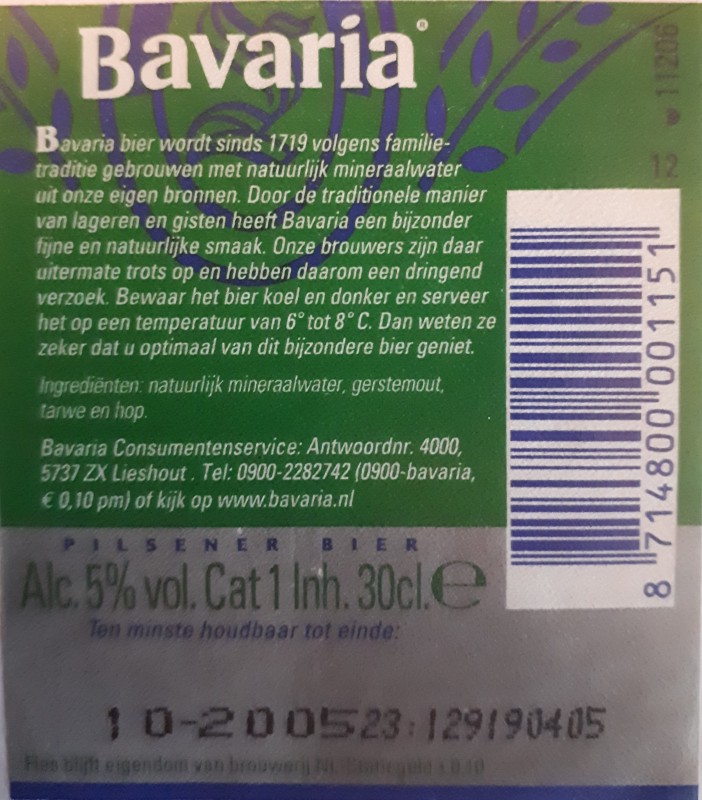 Bavaria®
11206
12
Bavaria bier wordt sinds 1719 volgens familie-
traditie gebrouwen met natuurlijk mineraalwater
uit onze eigen bronnen. Door de traditionele manier
van lageren en gisten heeft Bavaria een bijzonder
fijne en natuurlijke smaak. Onze brouwers zijn daar
uitermate trots op en hebben daarom een dringend
verzoek. Bewaar het bier koel en donker en serveer
het op een temperatuur van 6° tot 8° C. Dan weten ze
zeker dat u optimaal van dit bijzondere bier geniet.
Ingrediënten: natuurlijk mineraalwater, gerstemout,
tarwe en hop.
Bavaria Consumentenservice: Antwoordnr. 4000,
5737 ZX Lieshout. Tel: 0900-2282742 (0900-bavaria,
€ 0,10 pm) of kijk op www.bavaria.nl
8 714800 001151
PILSENER BIER
Alc. 5% vol. Cat 1 Inh. 30cl. e
Ten minste houdbaar tot einde:
10-2005 23:129190405
Fles blijft eigendom van brouwerij NL